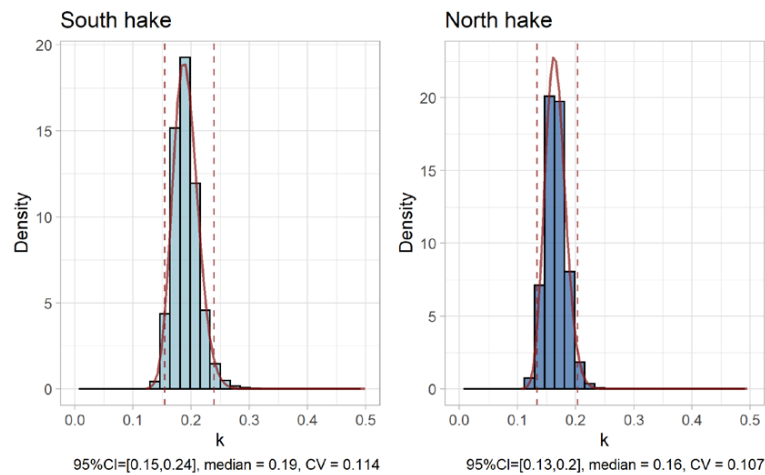 South hake
20
15
10
5
0
Density
0.0 0.1 0.2 0.3 0.4 0.5
k
95%CI=[0.15,0.24], median = 0.19, CV = 0.114
North hake
20
15
10
5
0
Density
0.0 0.1 0.2 0.3 0.4 0.5
k
95%CI=[0.13,0.2], median = 0.16, CV = 0.107